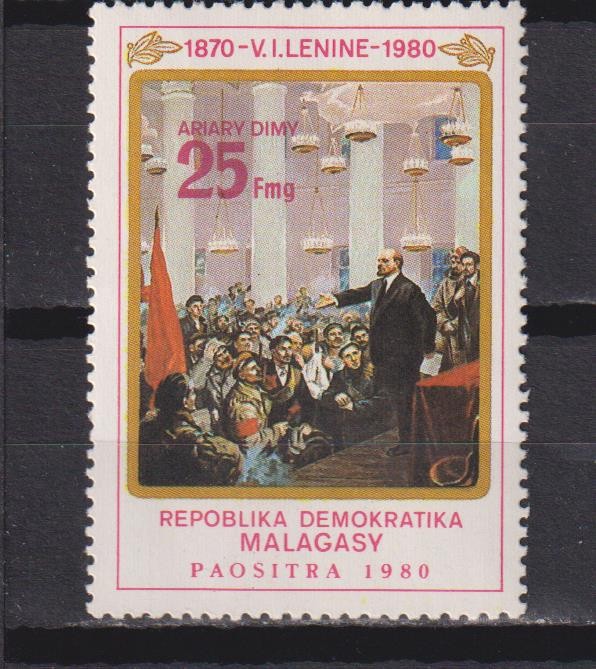 1870-V.I.LENINE-1980
ARIARY DIMY
25 Fmg
REPOBLIKA DEMOKRATIKA
MALAGASY
PAOSITRA 1980